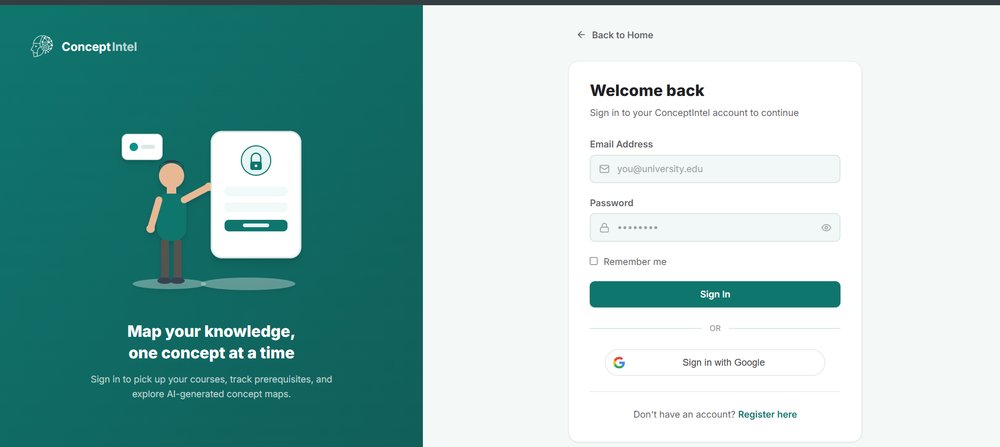 ConceptIntel
Map your knowledge,
one concept at a time
Sign in to pick up your courses, track prerequisites, and
explore AI-generated concept maps.
Back to Home
Welcome back
Sign in to your ConceptIntel account to continue
Email Address
you@university.edu
Password
••••••••
Remember me
Sign In
OR
Sign in with Google
Don't have an account? Register here